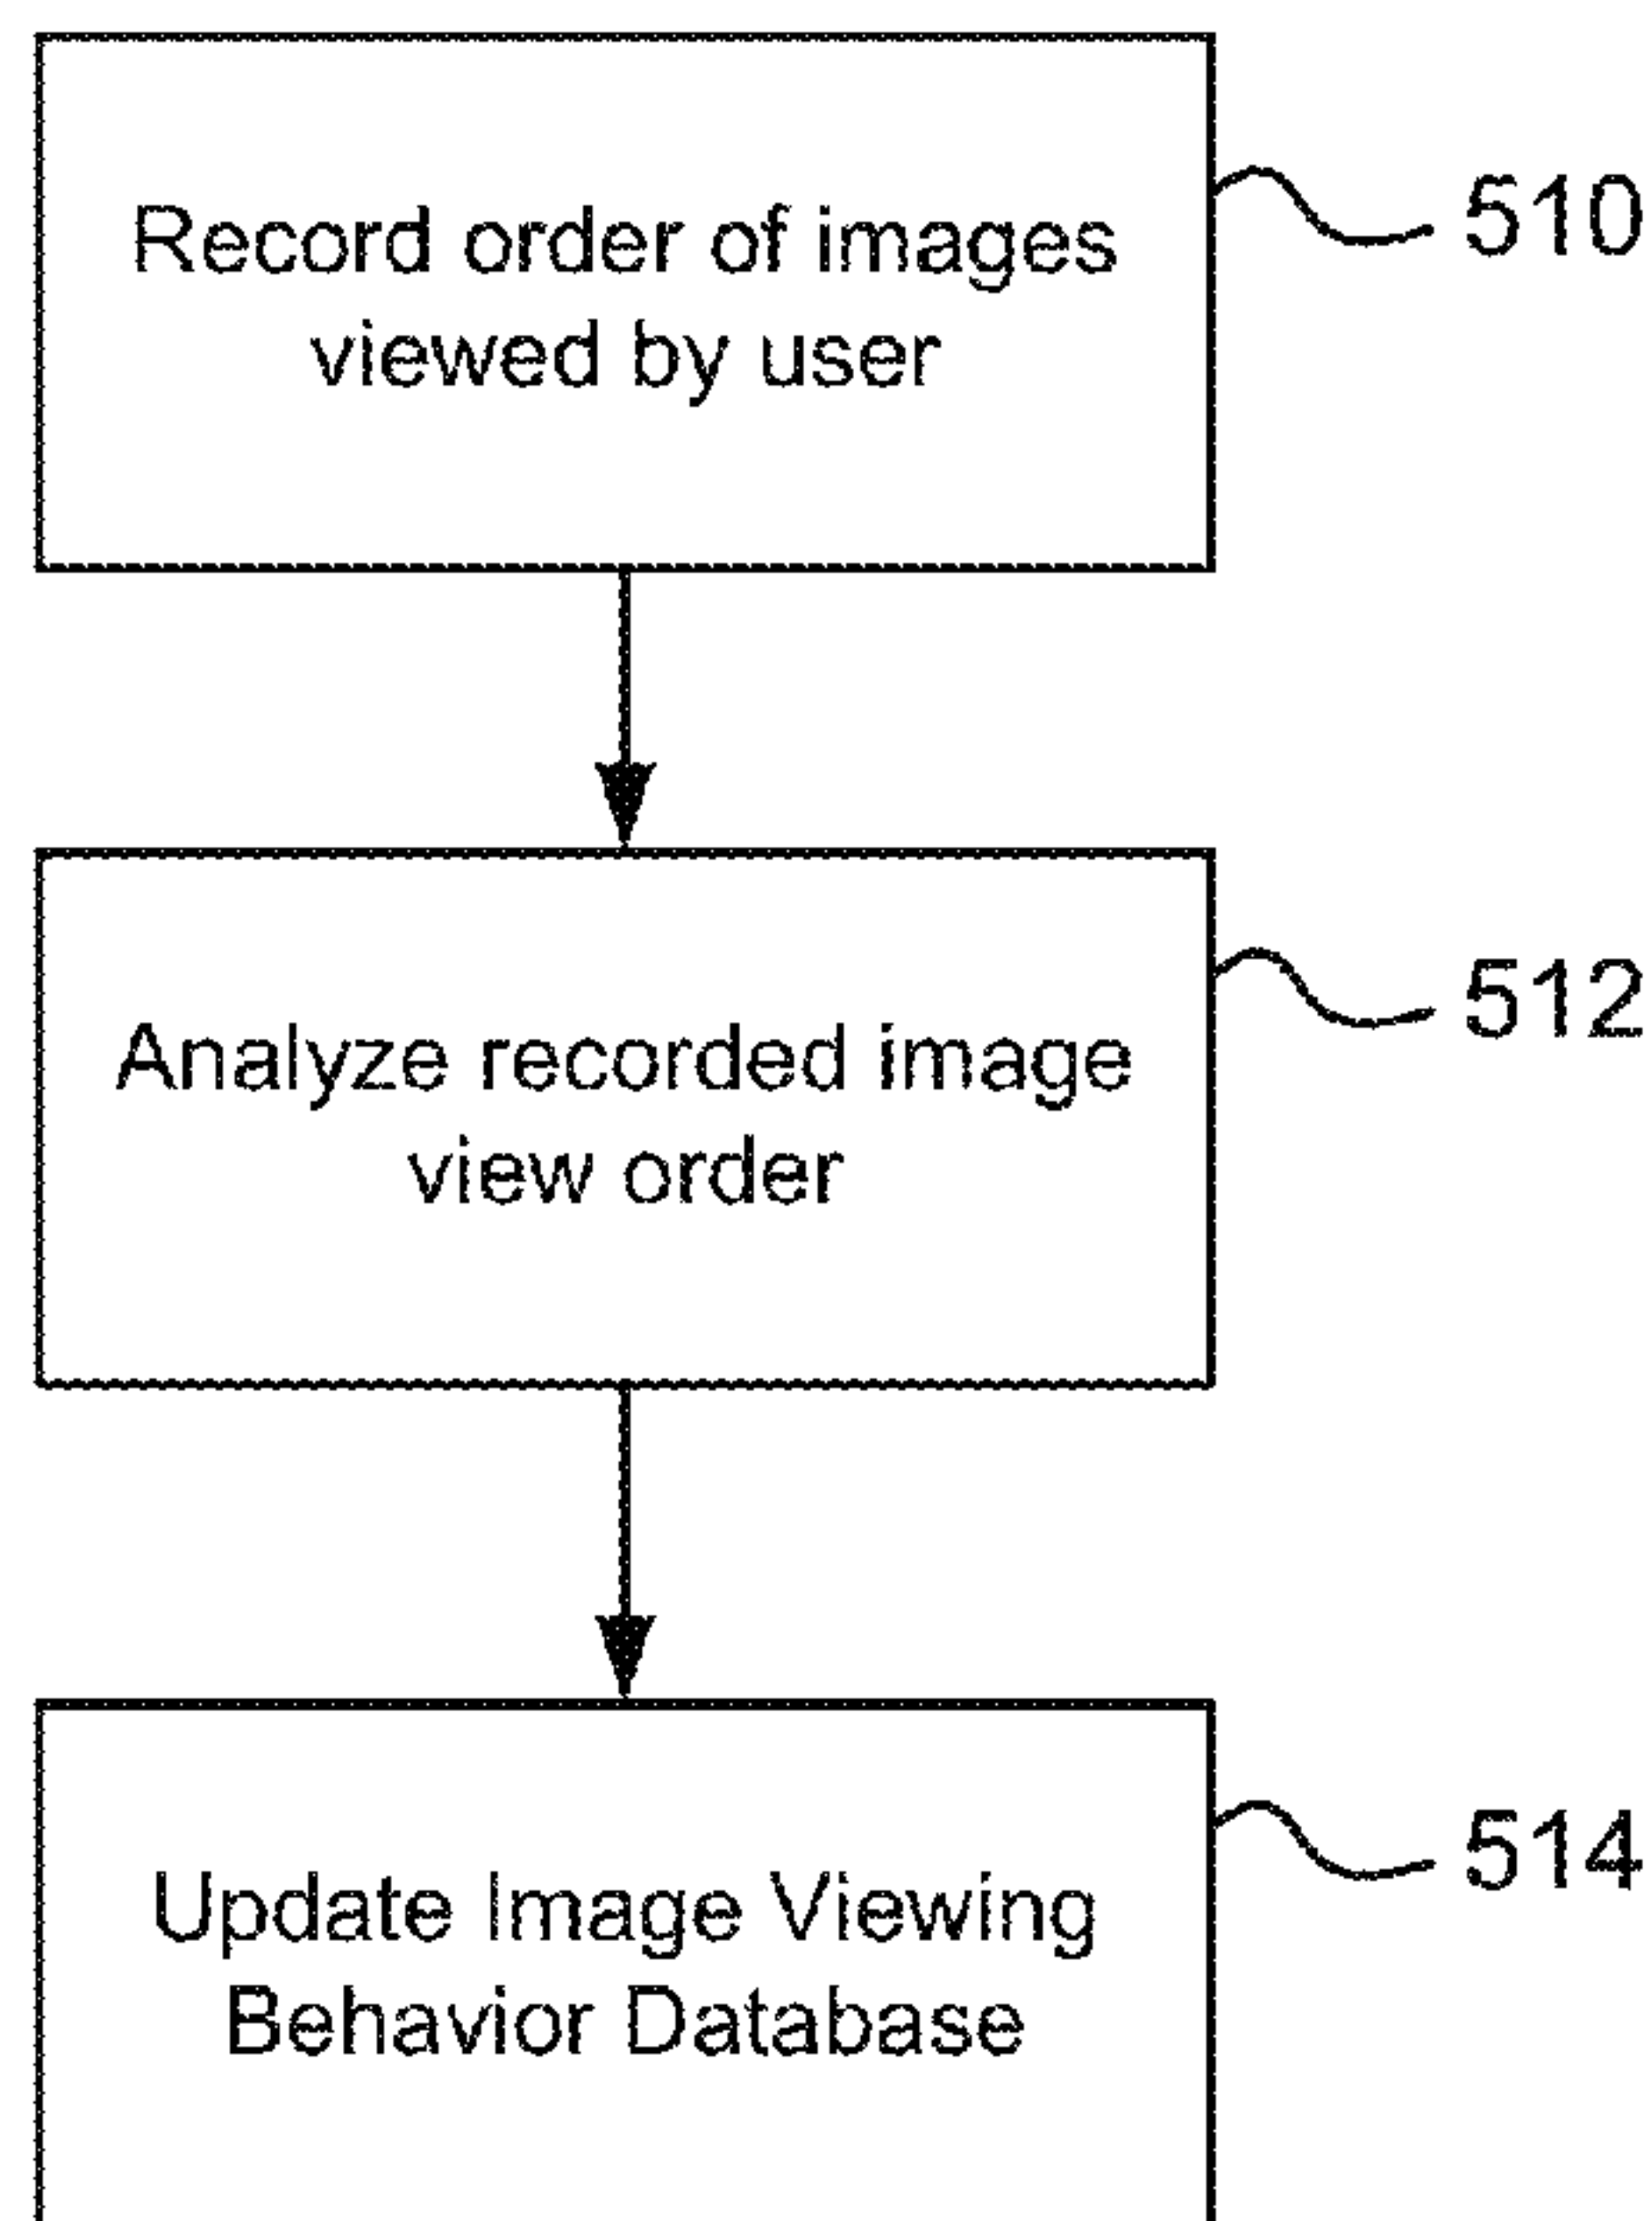 Record order of images
viewed by user
510
Analyze recorded image
view order
512
Update Image Viewing
Behavior Database
514